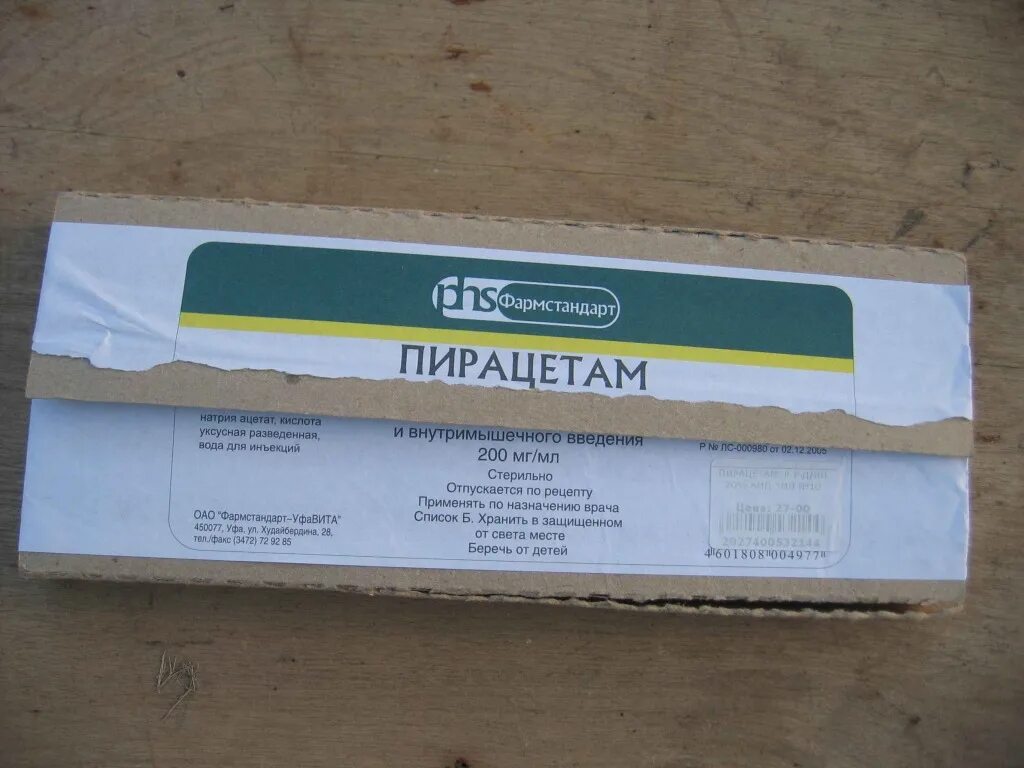 phs Фармстандарт
ПИРАЦЕТАМ
натрия ацетат, кислота
уксусная разведенная,
вода для инъекций
и внутримышечного введения
200 мг/мл
Стерильно
Отпускается по рецепту
Применять по назначению врача
Список Б. Хранить в защищенном
от света месте
Беречь от детей
ОАО "Фармстандарт-УфаВИТА"
450077, Уфа, ул. Худайбердина, 28,
тел./факс (3472) 72 92 85
Р № ЛС-000980 от 02.12.2005
ПИРАЦЕТАМ
Цена: 27-00
2027400532144
4 601808 004977